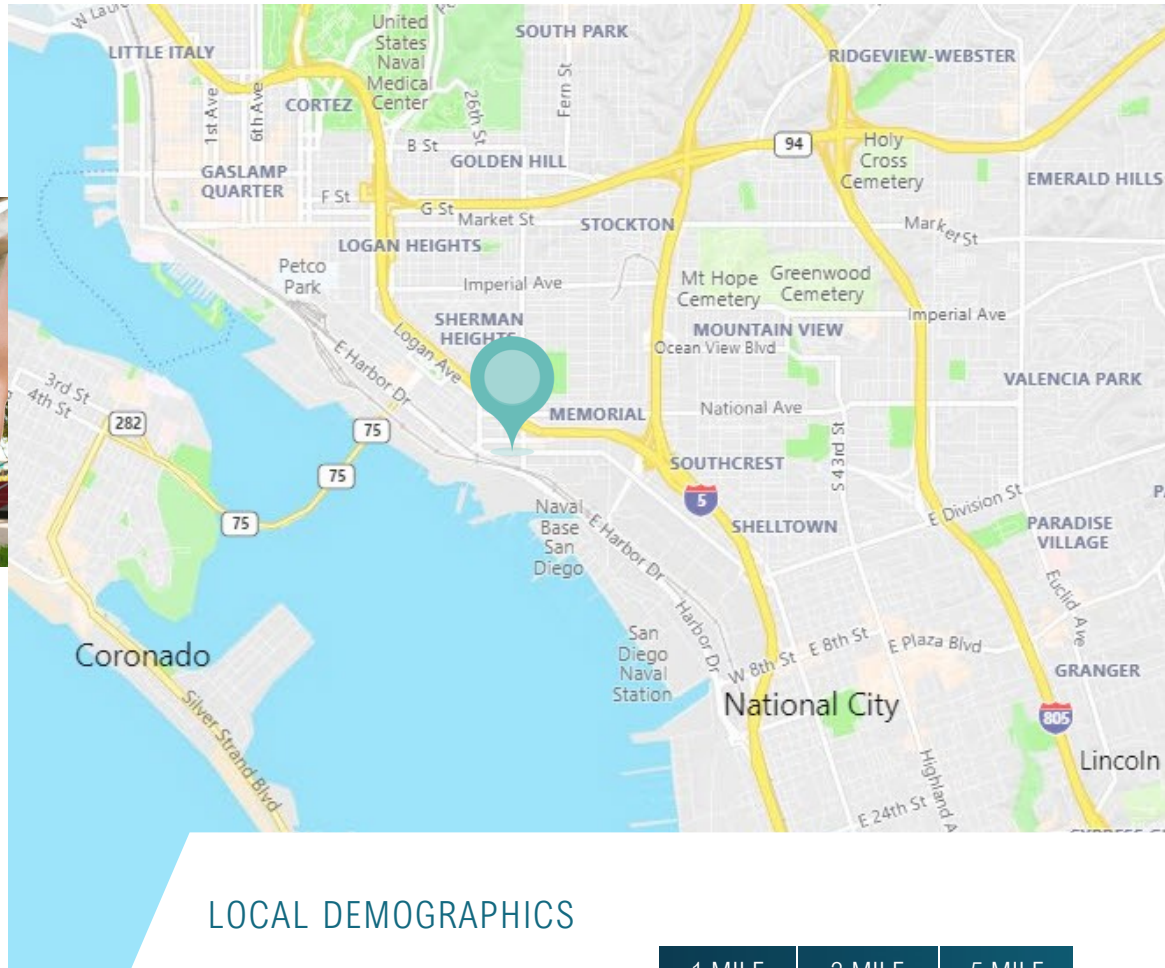 W Lau
LITTLE ITALY
United
States
Naval
Medical
Center
SOUTH PARK
RIDGEVIEW-WEBSTER
1st Ave
6th Ave
CORTEZ
26th St
Fern St
B St
GOLDEN HILL
94
Holy
Cross
Cemetery
GASLAMP
QUARTER
EMERALD HILLS
F St
G St
Market St
STOCKTON
Market St
LOGAN HEIGHTS
Petco
Park
Imperial Ave
Mt Hope
Cemetery
Greenwood
Cemetery
Imperial Ave
SHERMAN
HEIGHTS
MOUNTAIN VIEW
Ocean View Blvd
Logan Ave
E Harbor Dr
VALENCIA PARK
3rd St
4th St
282
75
MEMORIAL
National Ave
S 43rd St
75
SOUTHCREST
5
75
Naval
Base
San
Diego
E Harbor Dr
SHELLTOWN
E Division St
PARADISE
VILLAGE
Euclid Ave
Harbor Dr
San
Diego
Naval
Station
W 8th St
E 8th St
E Plaza Blvd
GRANGER
Coronado
Silver Strand Blvd
National City
805
Lincoln
Highland A
E 24th St
LOCAL DEMOGRAPHICS
1 MILE
5 MILE